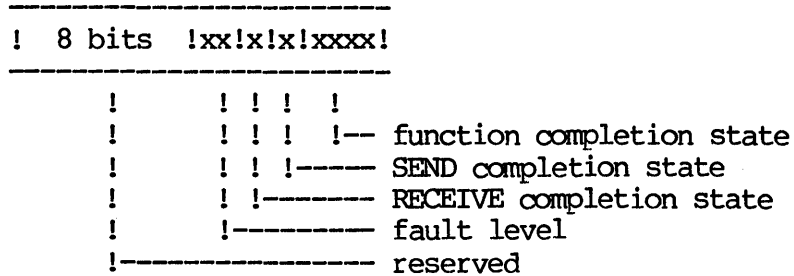 ----------------------
!  8 bits  !xx!x!x!xxxx!
----------------------
!      ! ! !  !
!      ! ! !  !-- function completion state
!      ! ! !------ SEND completion state
!      ! !-------- RECEIVE completion state
!      !---------- fault level
!----------------- reserved